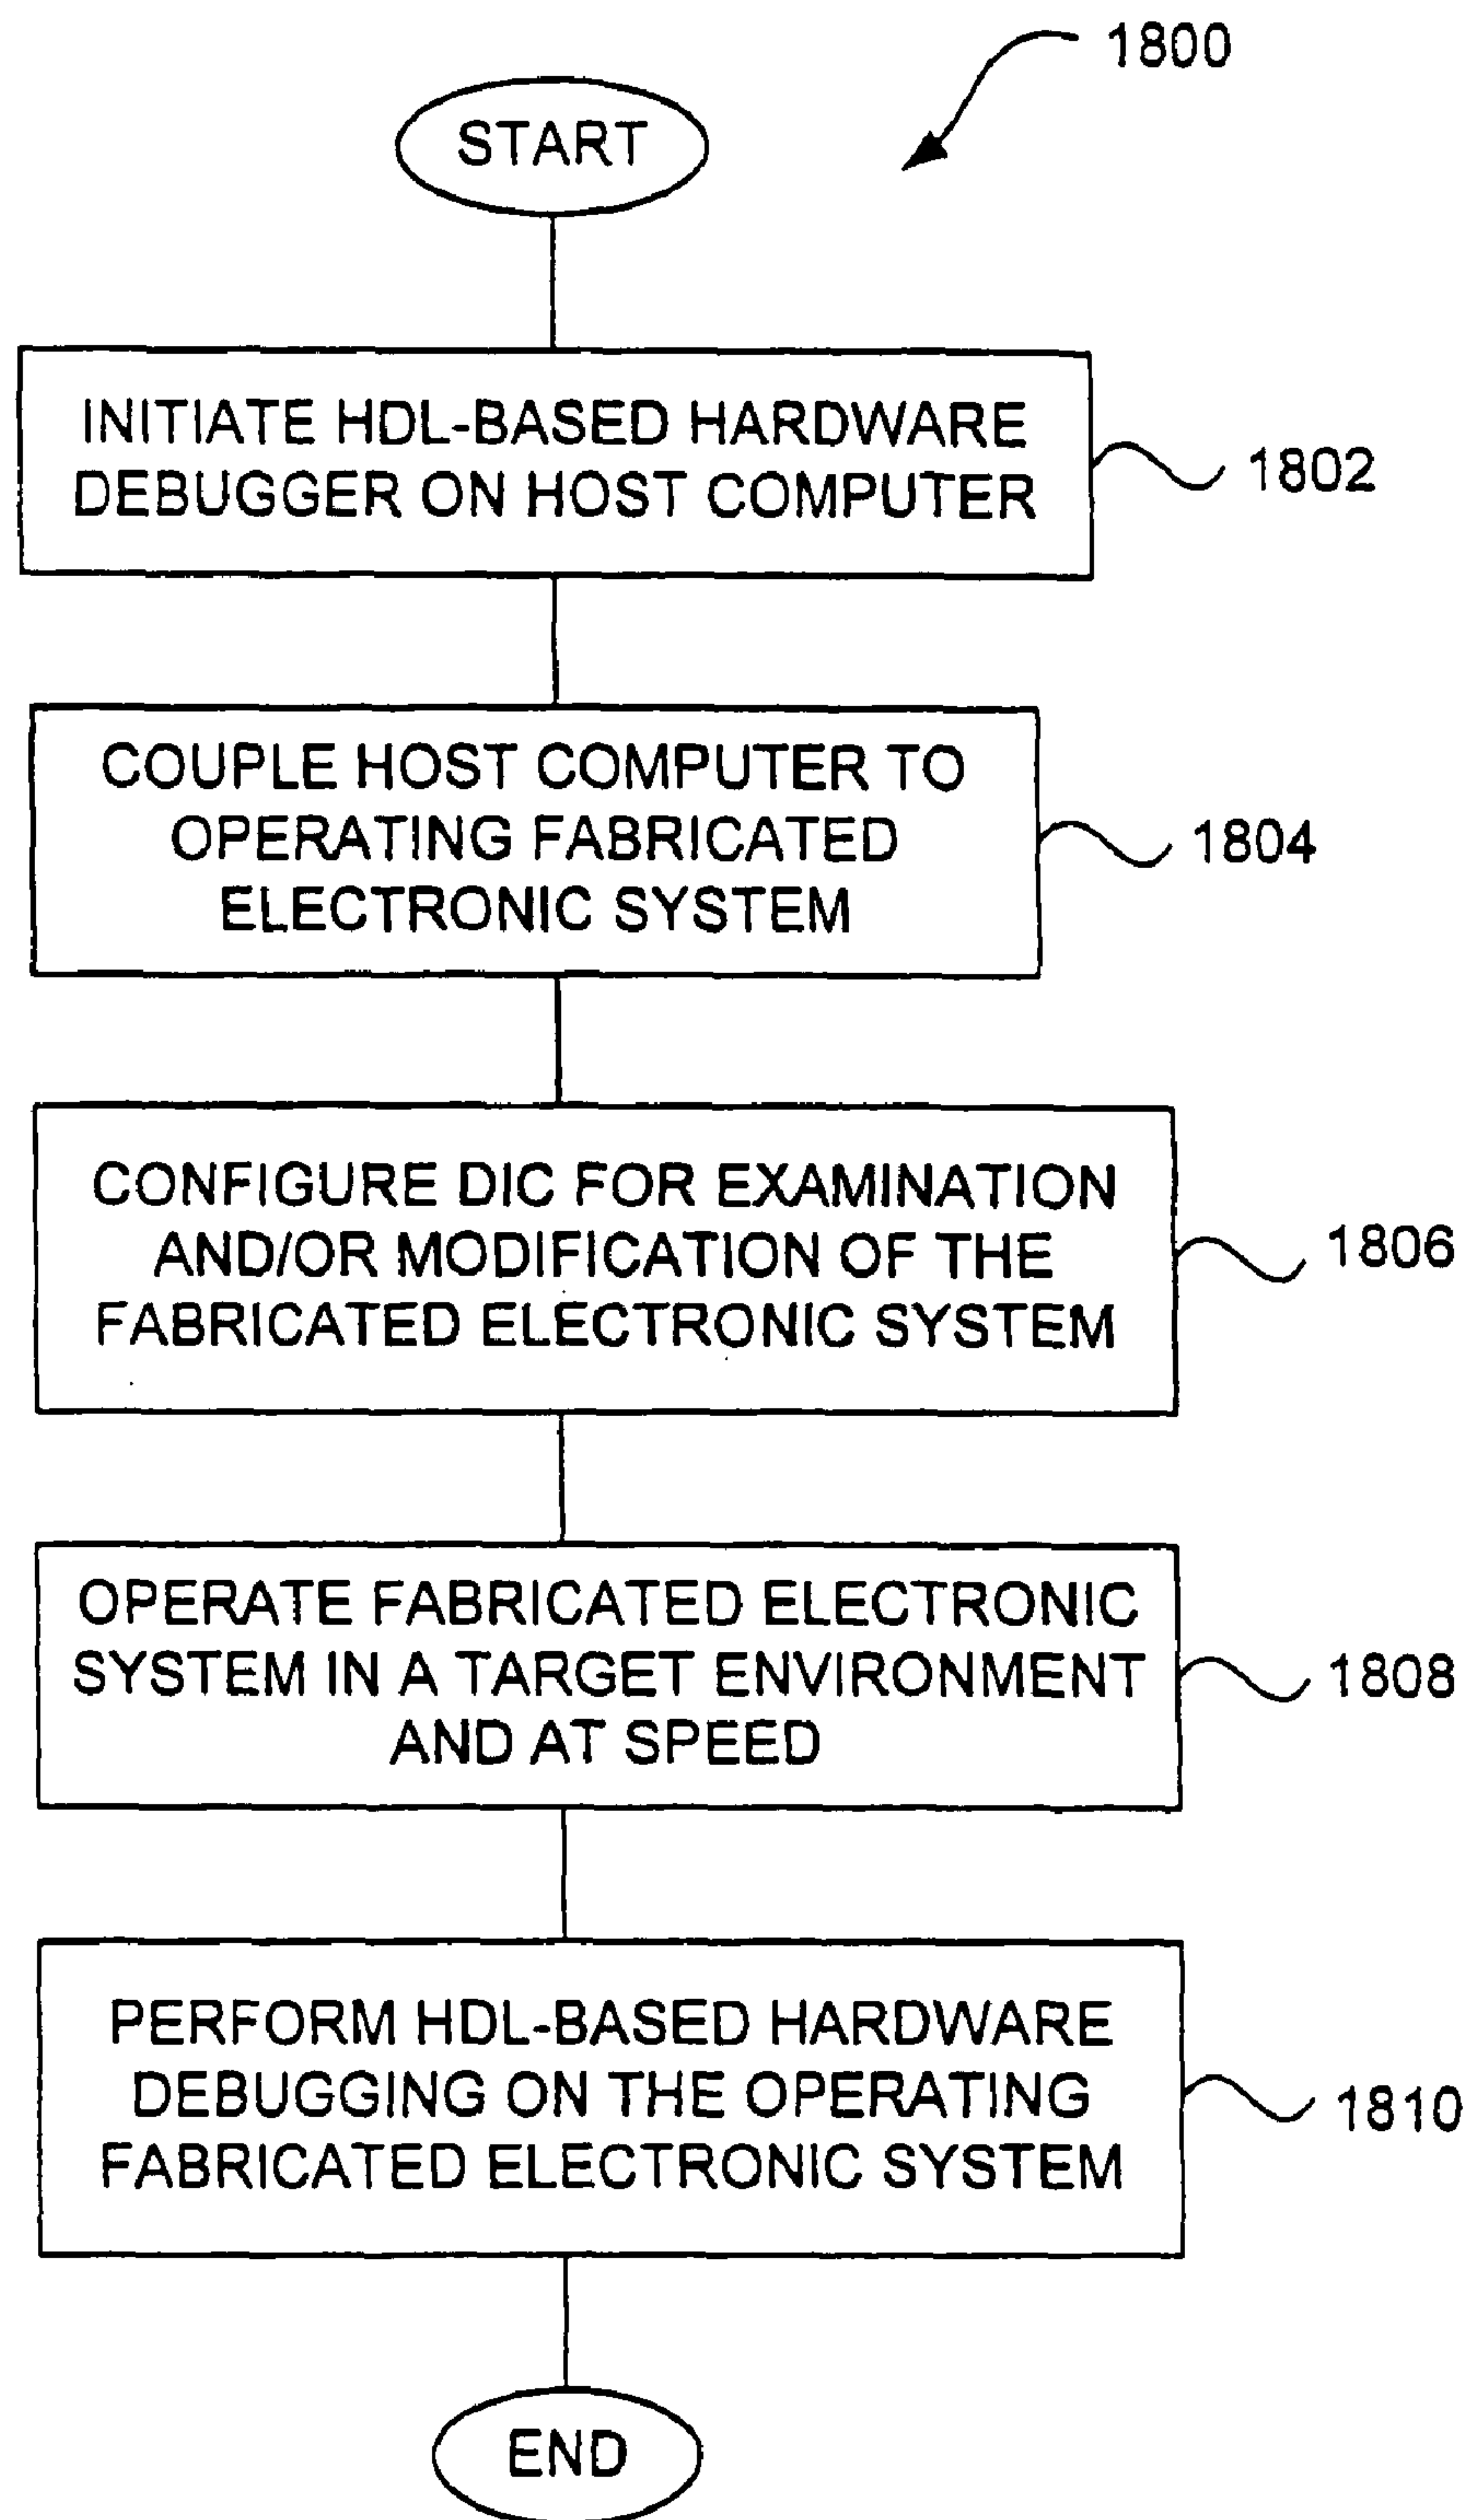 1800
START
INITIATE HDL-BASED HARDWARE
DEBUGGER ON HOST COMPUTER
1802
COUPLE HOST COMPUTER TO
OPERATING FABRICATED
ELECTRONIC SYSTEM
1804
CONFIGURE DIC FOR EXAMINATION
AND/OR MODIFICATION OF THE
FABRICATED ELECTRONIC SYSTEM
1806
OPERATE FABRICATED ELECTRONIC
SYSTEM IN A TARGET ENVIRONMENT
AND AT SPEED
1808
PERFORM HDL-BASED HARDWARE
DEBUGGING ON THE OPERATING
FABRICATED ELECTRONIC SYSTEM
1810
END